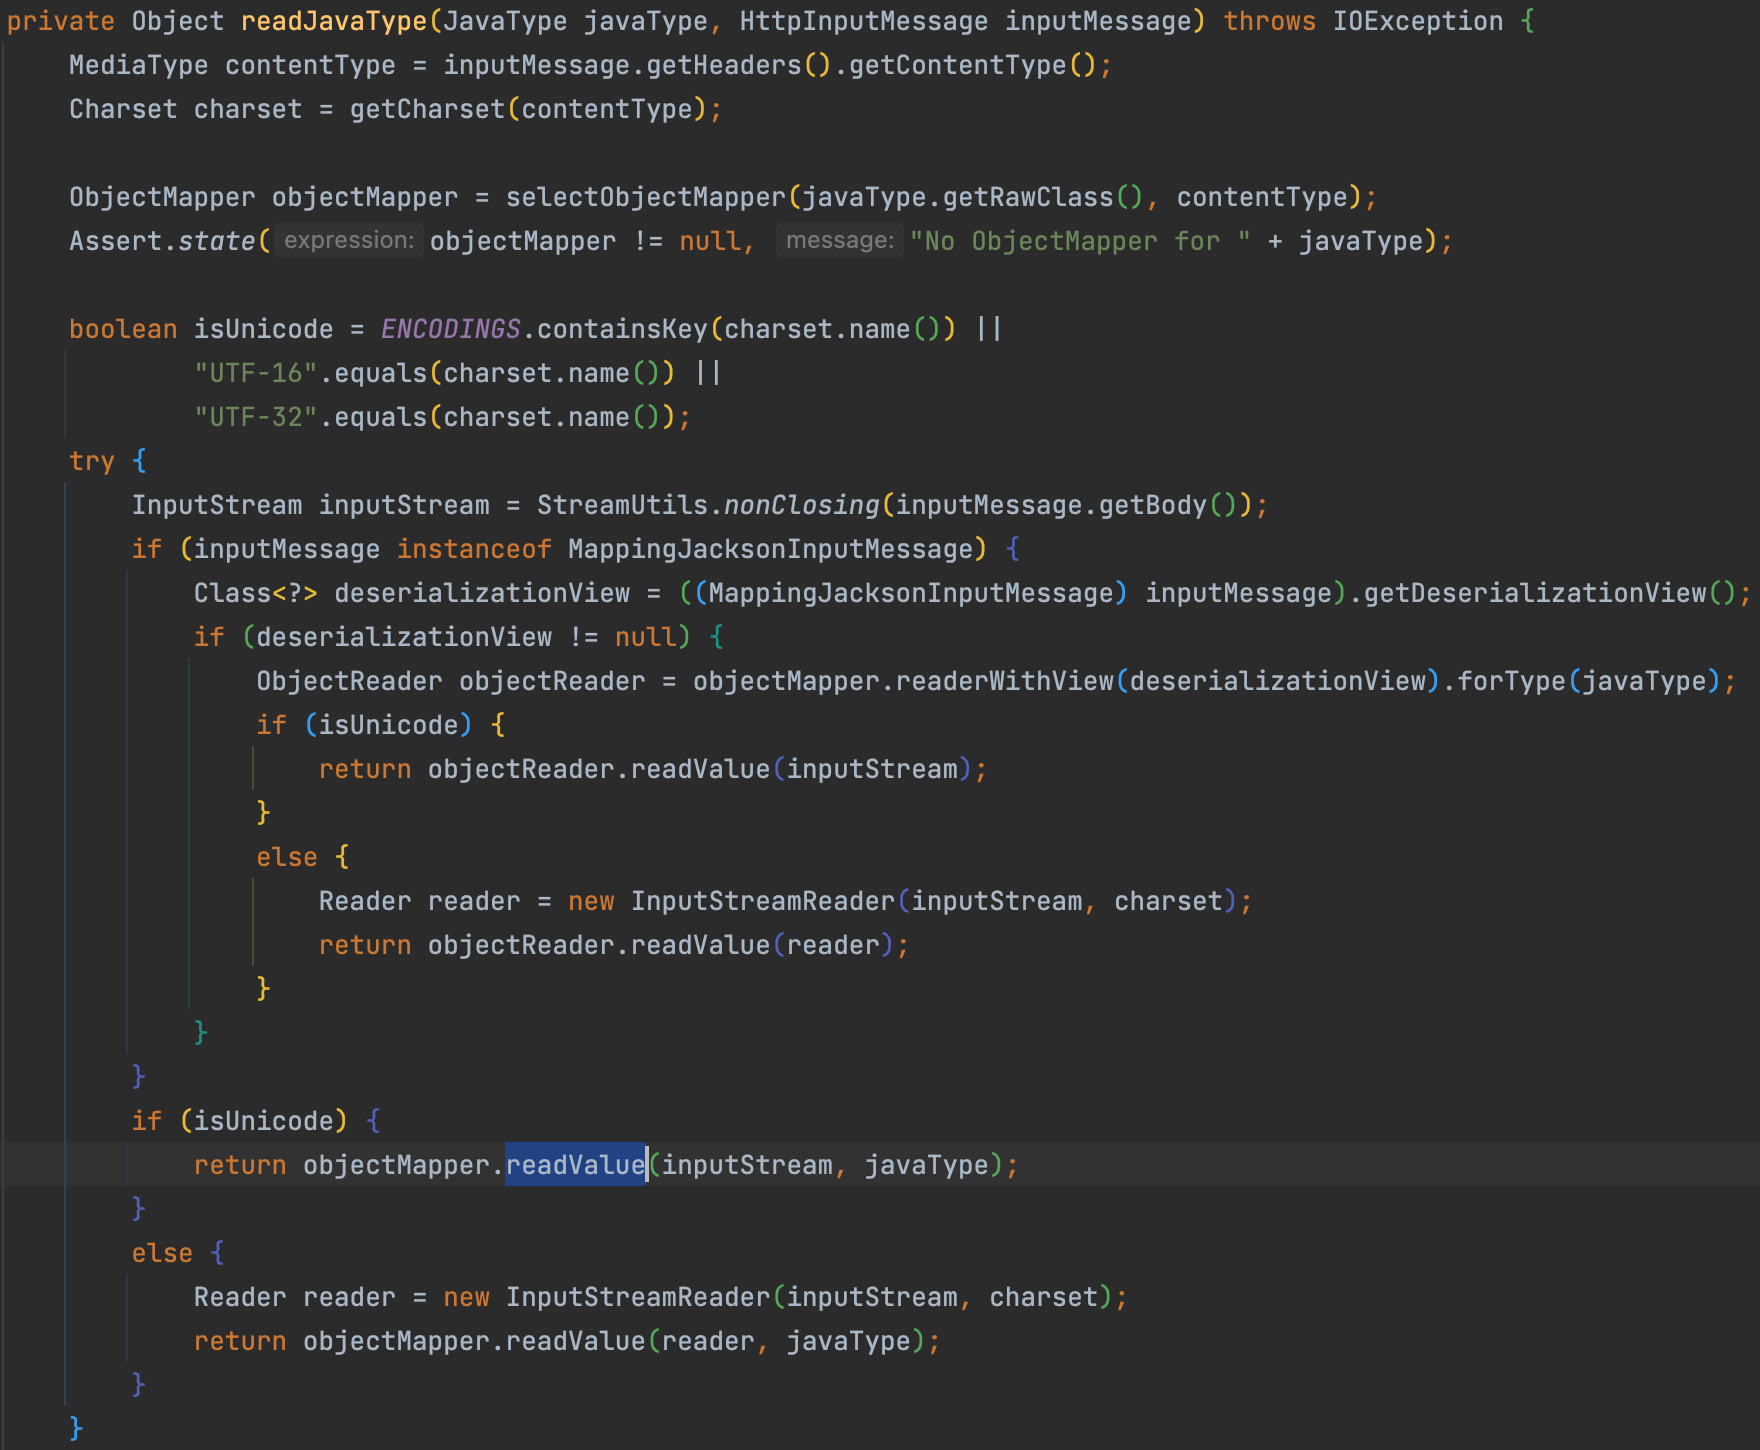 private Object readJavaType(JavaType javaType, HttpInputMessage inputMessage) throws IOException {
    MediaType contentType = inputMessage.getHeaders().getContentType();
    Charset charset = getCharset(contentType);

    ObjectMapper objectMapper = selectObjectMapper(javaType.getRawClass(), contentType);
    Assert.state( expression: objectMapper != null, message: "No ObjectMapper for " + javaType);

    boolean isUnicode = ENCODINGS.containsKey(charset.name()) ||
            "UTF-16".equals(charset.name()) ||
            "UTF-32".equals(charset.name());
    try {
        InputStream inputStream = StreamUtils.nonClosing(inputMessage.getBody());
        if (inputMessage instanceof MappingJacksonInputMessage) {
            Class<?> deserializationView = ((MappingJacksonInputMessage) inputMessage).getDeserializationView();
            if (deserializationView != null) {
                ObjectReader objectReader = objectMapper.readerWithView(deserializationView).forType(javaType);
                if (isUnicode) {
                    return objectReader.readValue(inputStream);
                }
                else {
                    Reader reader = new InputStreamReader(inputStream, charset);
                    return objectReader.readValue(reader);
                }
            }
        }
        if (isUnicode) {
            return objectMapper.readValue(inputStream, javaType);
        }
        else {
            Reader reader = new InputStreamReader(inputStream, charset);
            return objectMapper.readValue(reader, javaType);
        }
    }